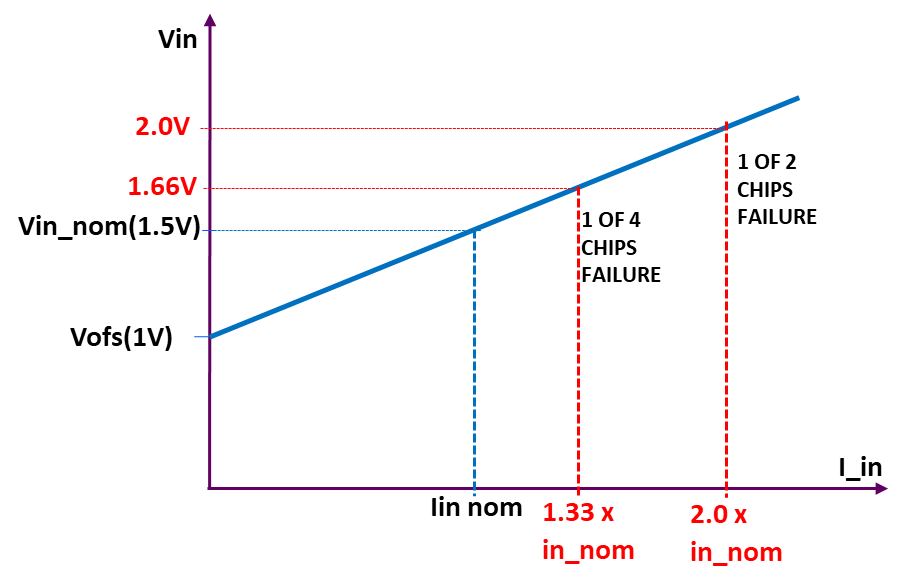 Vin
2.0V
1 OF 2
CHIPS
FAILURE
1.66V
Vin_nom(1.5V)
1 OF 4
CHIPS
FAILURE
Vofs(1V)
I_in
Iin nom
1.33 x
in_nom
2.0 x
in_nom